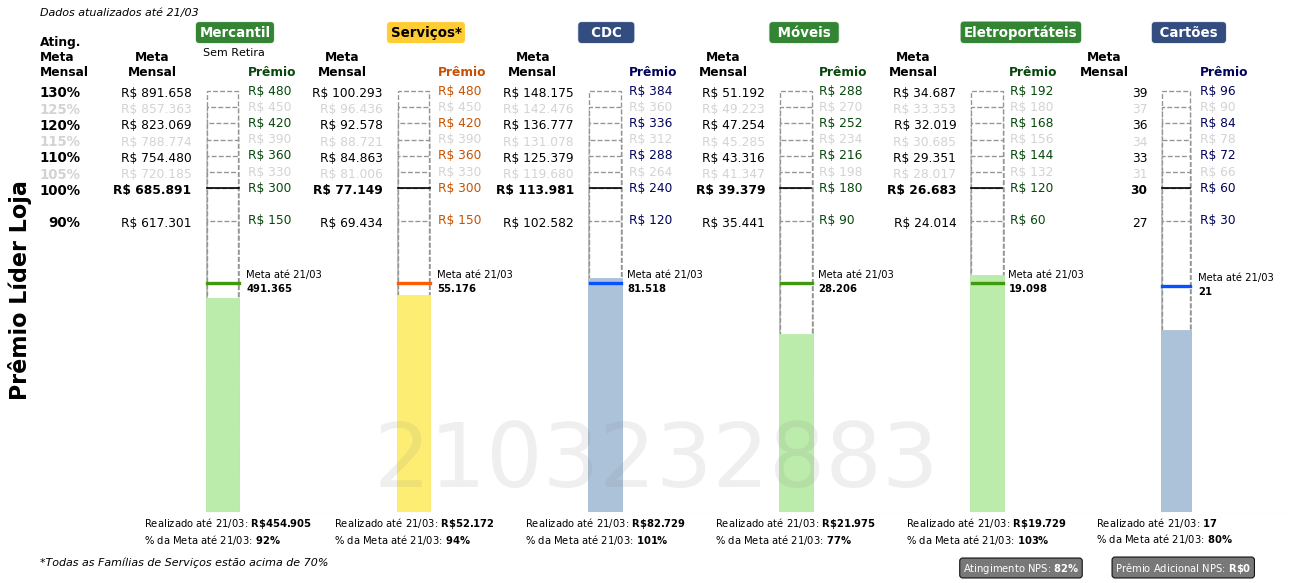 Dados atualizados até 21/03
Mercantil Serviços* CDC Móveis Eletroportáteis Cartões
Sem Retira
Ating. Meta Mensal
Meta Mensal Prêmio Meta Mensal Prêmio Meta Mensal Prêmio Meta Mensal Prêmio Meta Mensal Prêmio Meta Mensal Prêmio
130% R$ 891.658 R$ 480 R$ 100.293 R$ 480 R$ 148.175 R$ 384 R$ 51.192 R$ 288 R$ 34.687 R$ 192 39 R$ 96
125% R$ 857.363 R$ 450 R$ 96.436 R$ 450 R$ 142.476 R$ 360 R$ 49.223 R$ 270 R$ 33.353 R$ 180 37 R$ 90
120% R$ 823.069 R$ 420 R$ 92.578 R$ 420 R$ 136.777 R$ 336 R$ 47.254 R$ 252 R$ 32.019 R$ 168 36 R$ 84
115% R$ 788.774 R$ 390 R$ 88.721 R$ 390 R$ 131.078 R$ 312 R$ 45.285 R$ 234 R$ 30.685 R$ 156 34 R$ 78
110% R$ 754.480 R$ 360 R$ 84.863 R$ 360 R$ 125.379 R$ 288 R$ 43.316 R$ 216 R$ 29.351 R$ 144 33 R$ 72
105% R$ 720.185 R$ 330 R$ 81.006 R$ 330 R$ 119.680 R$ 264 R$ 41.347 R$ 198 R$ 28.017 R$ 132 31 R$ 66
100% R$ 685.891 R$ 300 R$ 77.149 R$ 300 R$ 113.981 R$ 240 R$ 39.379 R$ 180 R$ 26.683 R$ 120 30 R$ 60
90% R$ 617.301 R$ 150 R$ 69.434 R$ 150 R$ 102.582 R$ 120 R$ 35.441 R$ 90 R$ 24.014 R$ 60 27 R$ 30
Prêmio Líder Loja
Meta até 21/03 Meta até 21/03 Meta até 21/03 Meta até 21/03 Meta até 21/03 Meta até 21/03
491.365 55.176 81.518 28.206 19.098 21
21032328​83
Realizado até 21/03: R$454.905 Realizado até 21/03: R$52.172 Realizado até 21/03: R$82.729 Realizado até 21/03: R$21.975 Realizado até 21/03: R$19.729 Realizado até 21/03: 17
% da Meta até 21/03: 92% % da Meta até 21/03: 94% % da Meta até 21/03: 101% % da Meta até 21/03: 77% % da Meta até 21/03: 103% % da Meta até 21/03: 80%
*Todas as Famílias de Serviços estão acima de 70%
Atingimento NPS: 82% Prêmio Adicional NPS: R$0